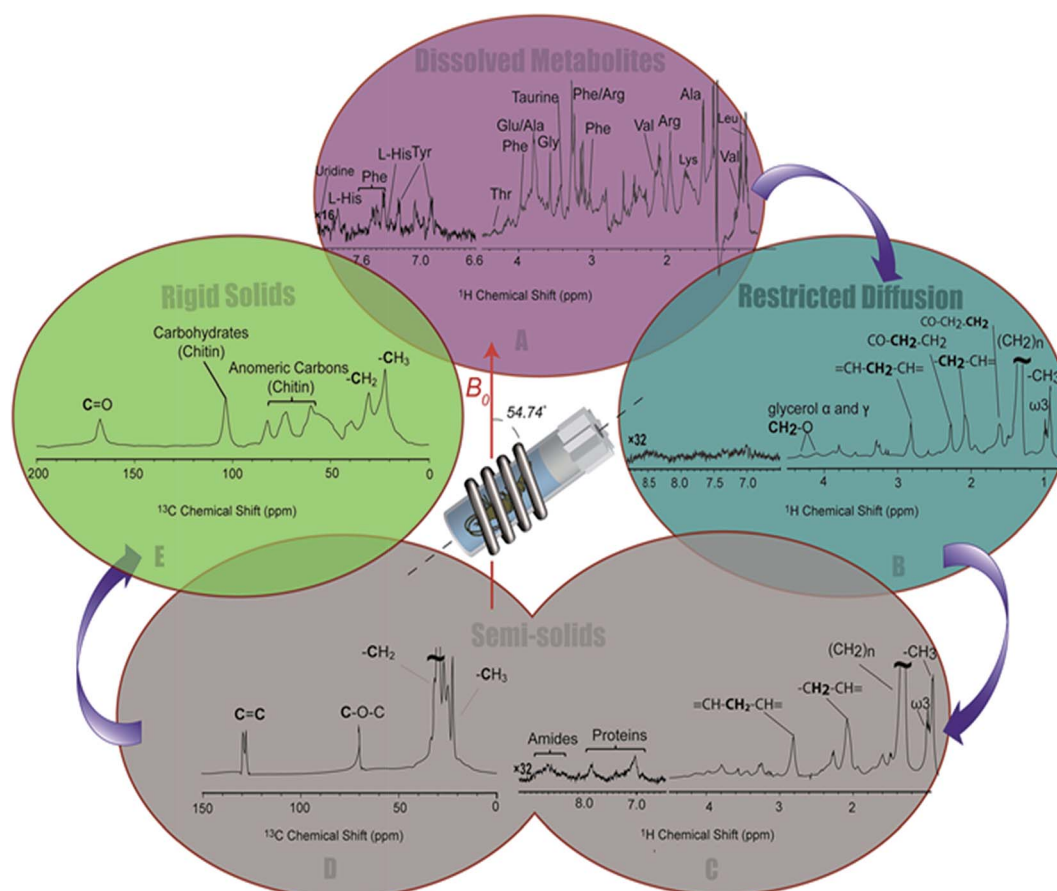 Dissolved Metabolites
Taurine
Phe/Arg
Ala
Glu/Ala
Phe
Gly
Phe
Val
Arg
Leu
Lys
Val
Thr
L-His
Tyr
Uridine
Phe
L-His
×16
7.6
7.0
6.6
4
3
2
¹H Chemical Shift (ppm)
A
Rigid Solids
Carbohydrates
(Chitin)
Anomeric Carbons
(Chitin)
-CH₃
-CH₂
C=O
200
150
100
50
0
¹³C Chemical Shift (ppm)
E
B₀
54.74°
Restricted Diffusion
CO-CH2-CH2
CO-CH2-CH2
(CH2)n
=CH-CH2-CH=
-CH2-CH=
-CH3
ω3
glycerol α and γ
CH2-O
×32
8.5
8.0
7.5
7.0
4
3
2
1
¹H Chemical Shift (ppm)
B
Semi-solids
-CH₂
-CH₃
C=C
C-O-C
150
100
50
0
¹³C Chemical Shift (ppm)
D
(CH2)n
-CH3
-CH2-CH=
=CH-CH2-CH=
ω3
Amides
Proteins
×32
8.0
7.0
4
3
2
¹H Chemical Shift (ppm)
C